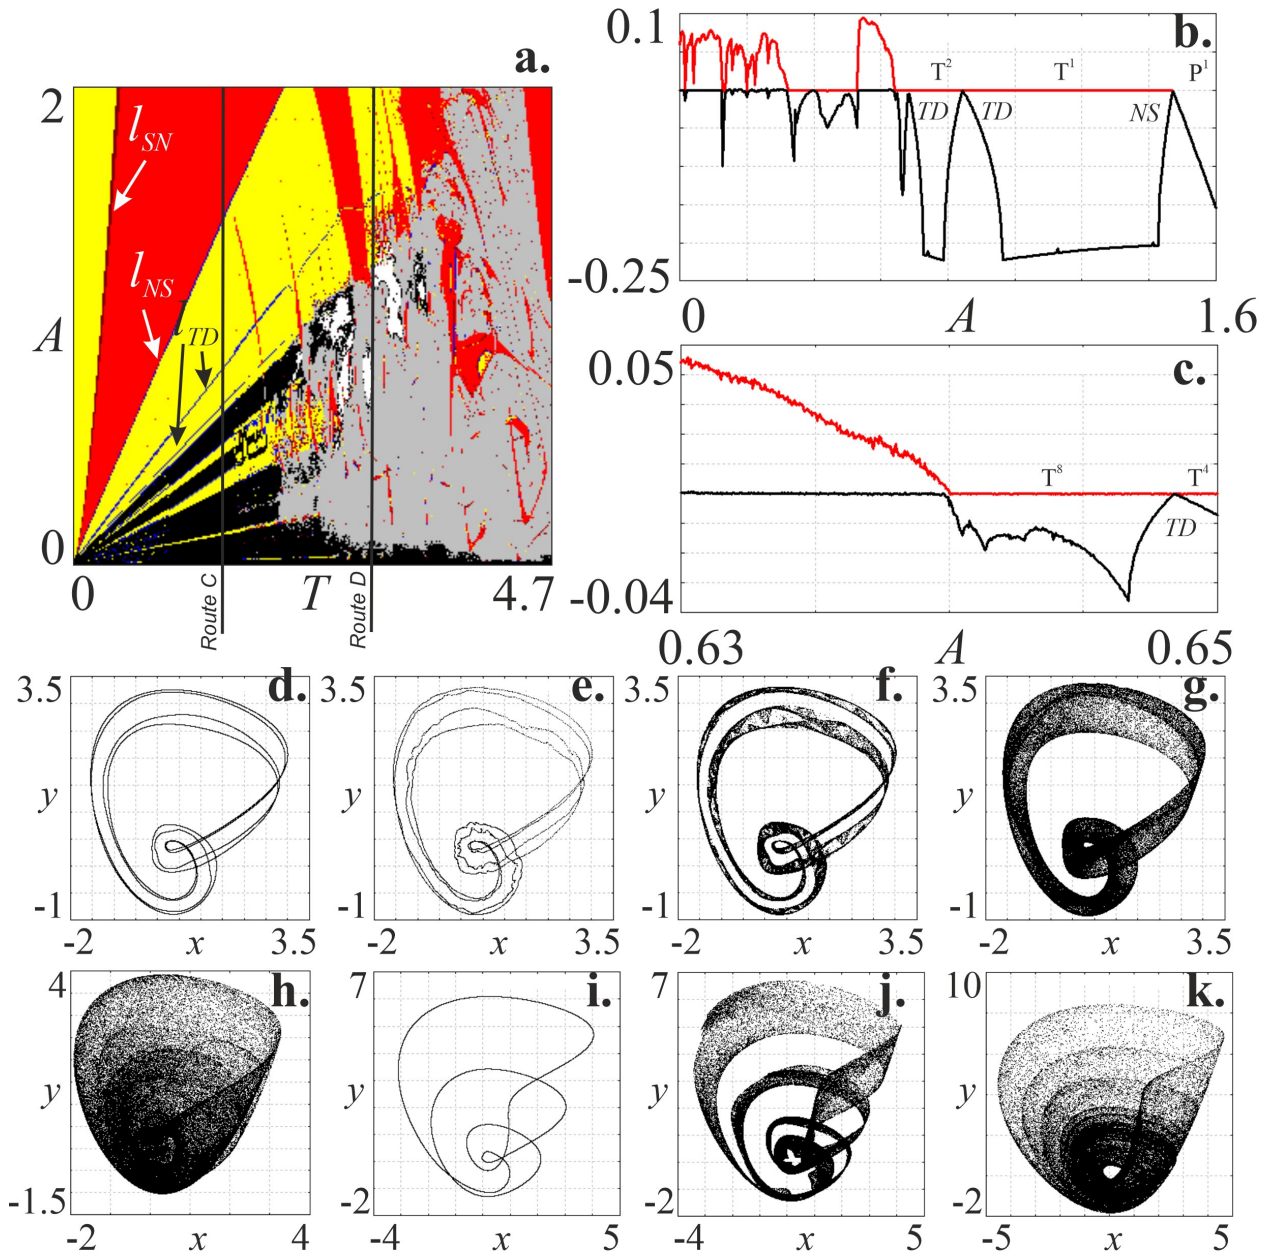 a.
2
l SN
l NS
l TD
A
0
0
T
4.7
Route C
Route D
b.
0.1
T²
T¹
P¹
TD
TD
NS
-0.25
0
A
1.6
c.
0.05
T⁸
T⁴
TD
-0.04
0.63
A
0.65
d.
3.5
y
-1
-2
x
3.5
e.
3.5
y
-1
-2
x
3.5
f.
3.5
y
-1
-2
x
3.5
g.
3.5
y
-1
-2
x
3.5
h.
4
y
-1.5
-2
x
4
i.
7
y
-2
-4
x
5
j.
7
y
-2
-4
x
5
k.
10
y
-2
-5
x
5